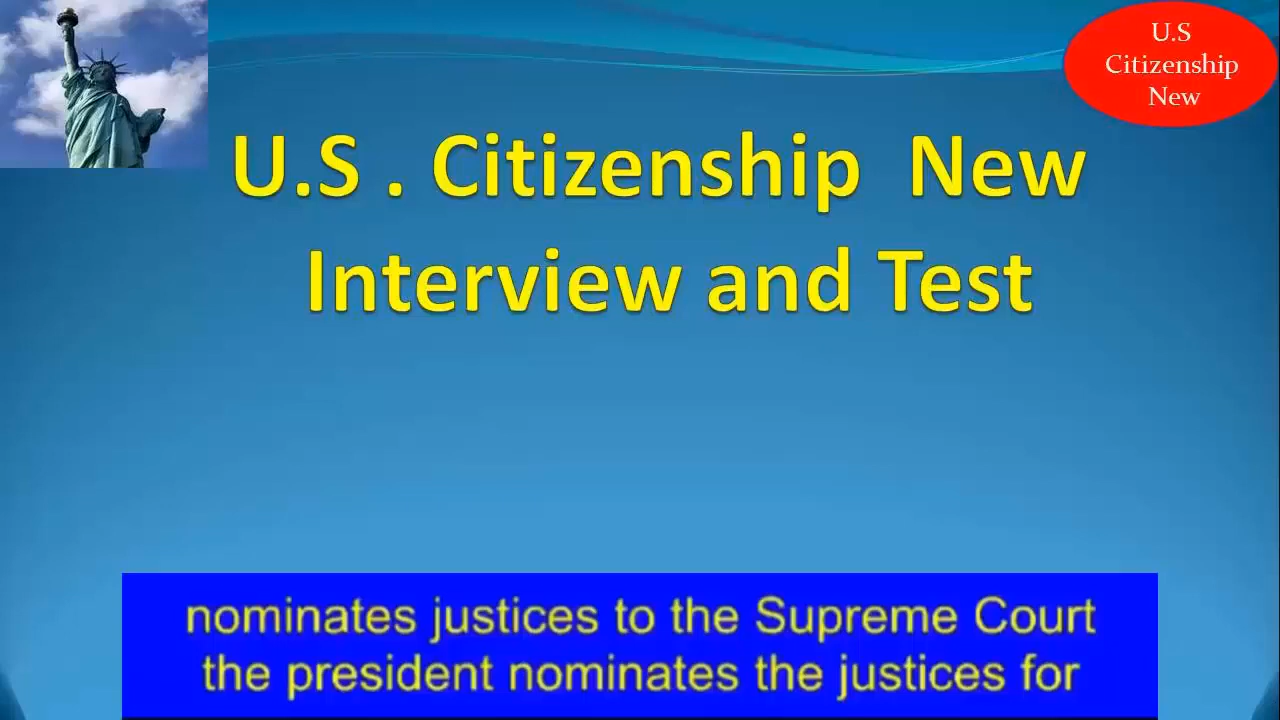 U.S
Citizenship
New
U.S . Citizenship New
Interview and Test
nominates justices to the Supreme Court
the president nominates the justices for